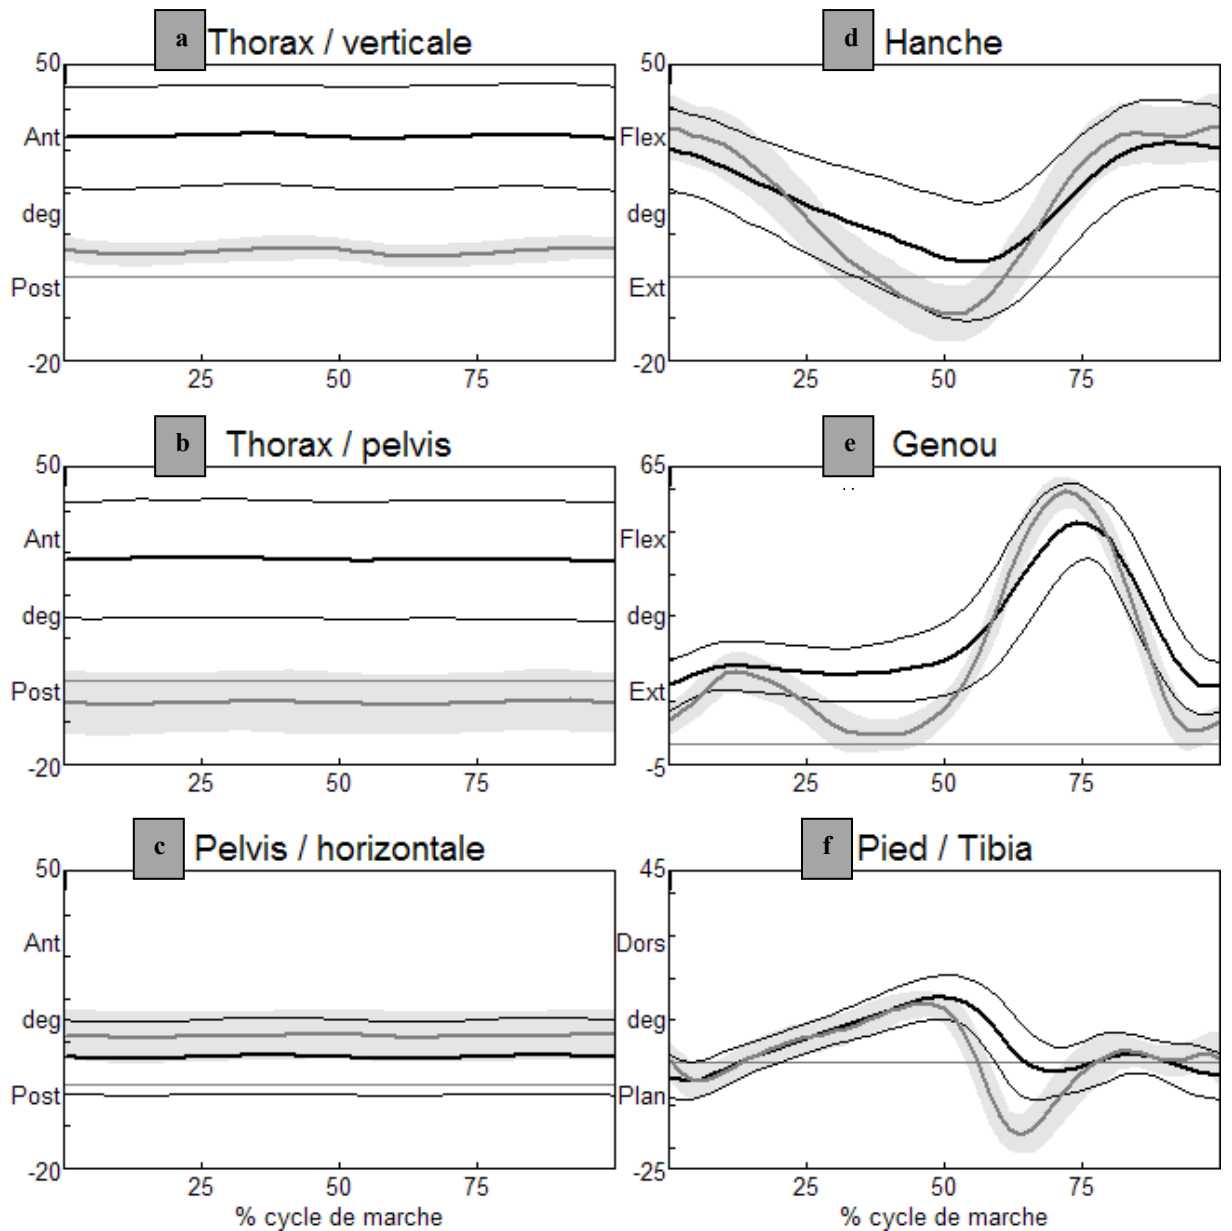 a Thorax / verticale
50
Ant
deg
Post
-20
25 50 75
d Hanche
50
Flex
deg
Ext
-20
25 50 75
b Thorax / pelvis
50
Ant
deg
Post
-20
25 50 75
e Genou
65
Flex
deg
Ext
-5
25 50 75
c Pelvis / horizontale
50
Ant
deg
Post
-20
25 50 75
% cycle de marche
f Pied / Tibia
45
Dors
deg
Plan
-25
25 50 75
% cycle de marche